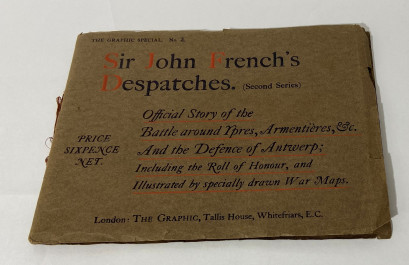 THE GRAPHIC SPECIAL No. 2.
Sir John French's
Despatches. (Second Series)
Official Story of the
Battle around Ypres, Armentières, &c.
And the Defence of Antwerp;
Including the Roll of Honour, and
Illustrated by specially drawn War Maps.
PRICE
SIXPENCE
NET.
London: THE GRAPHIC, Tallis House, Whitefriars, E.C.